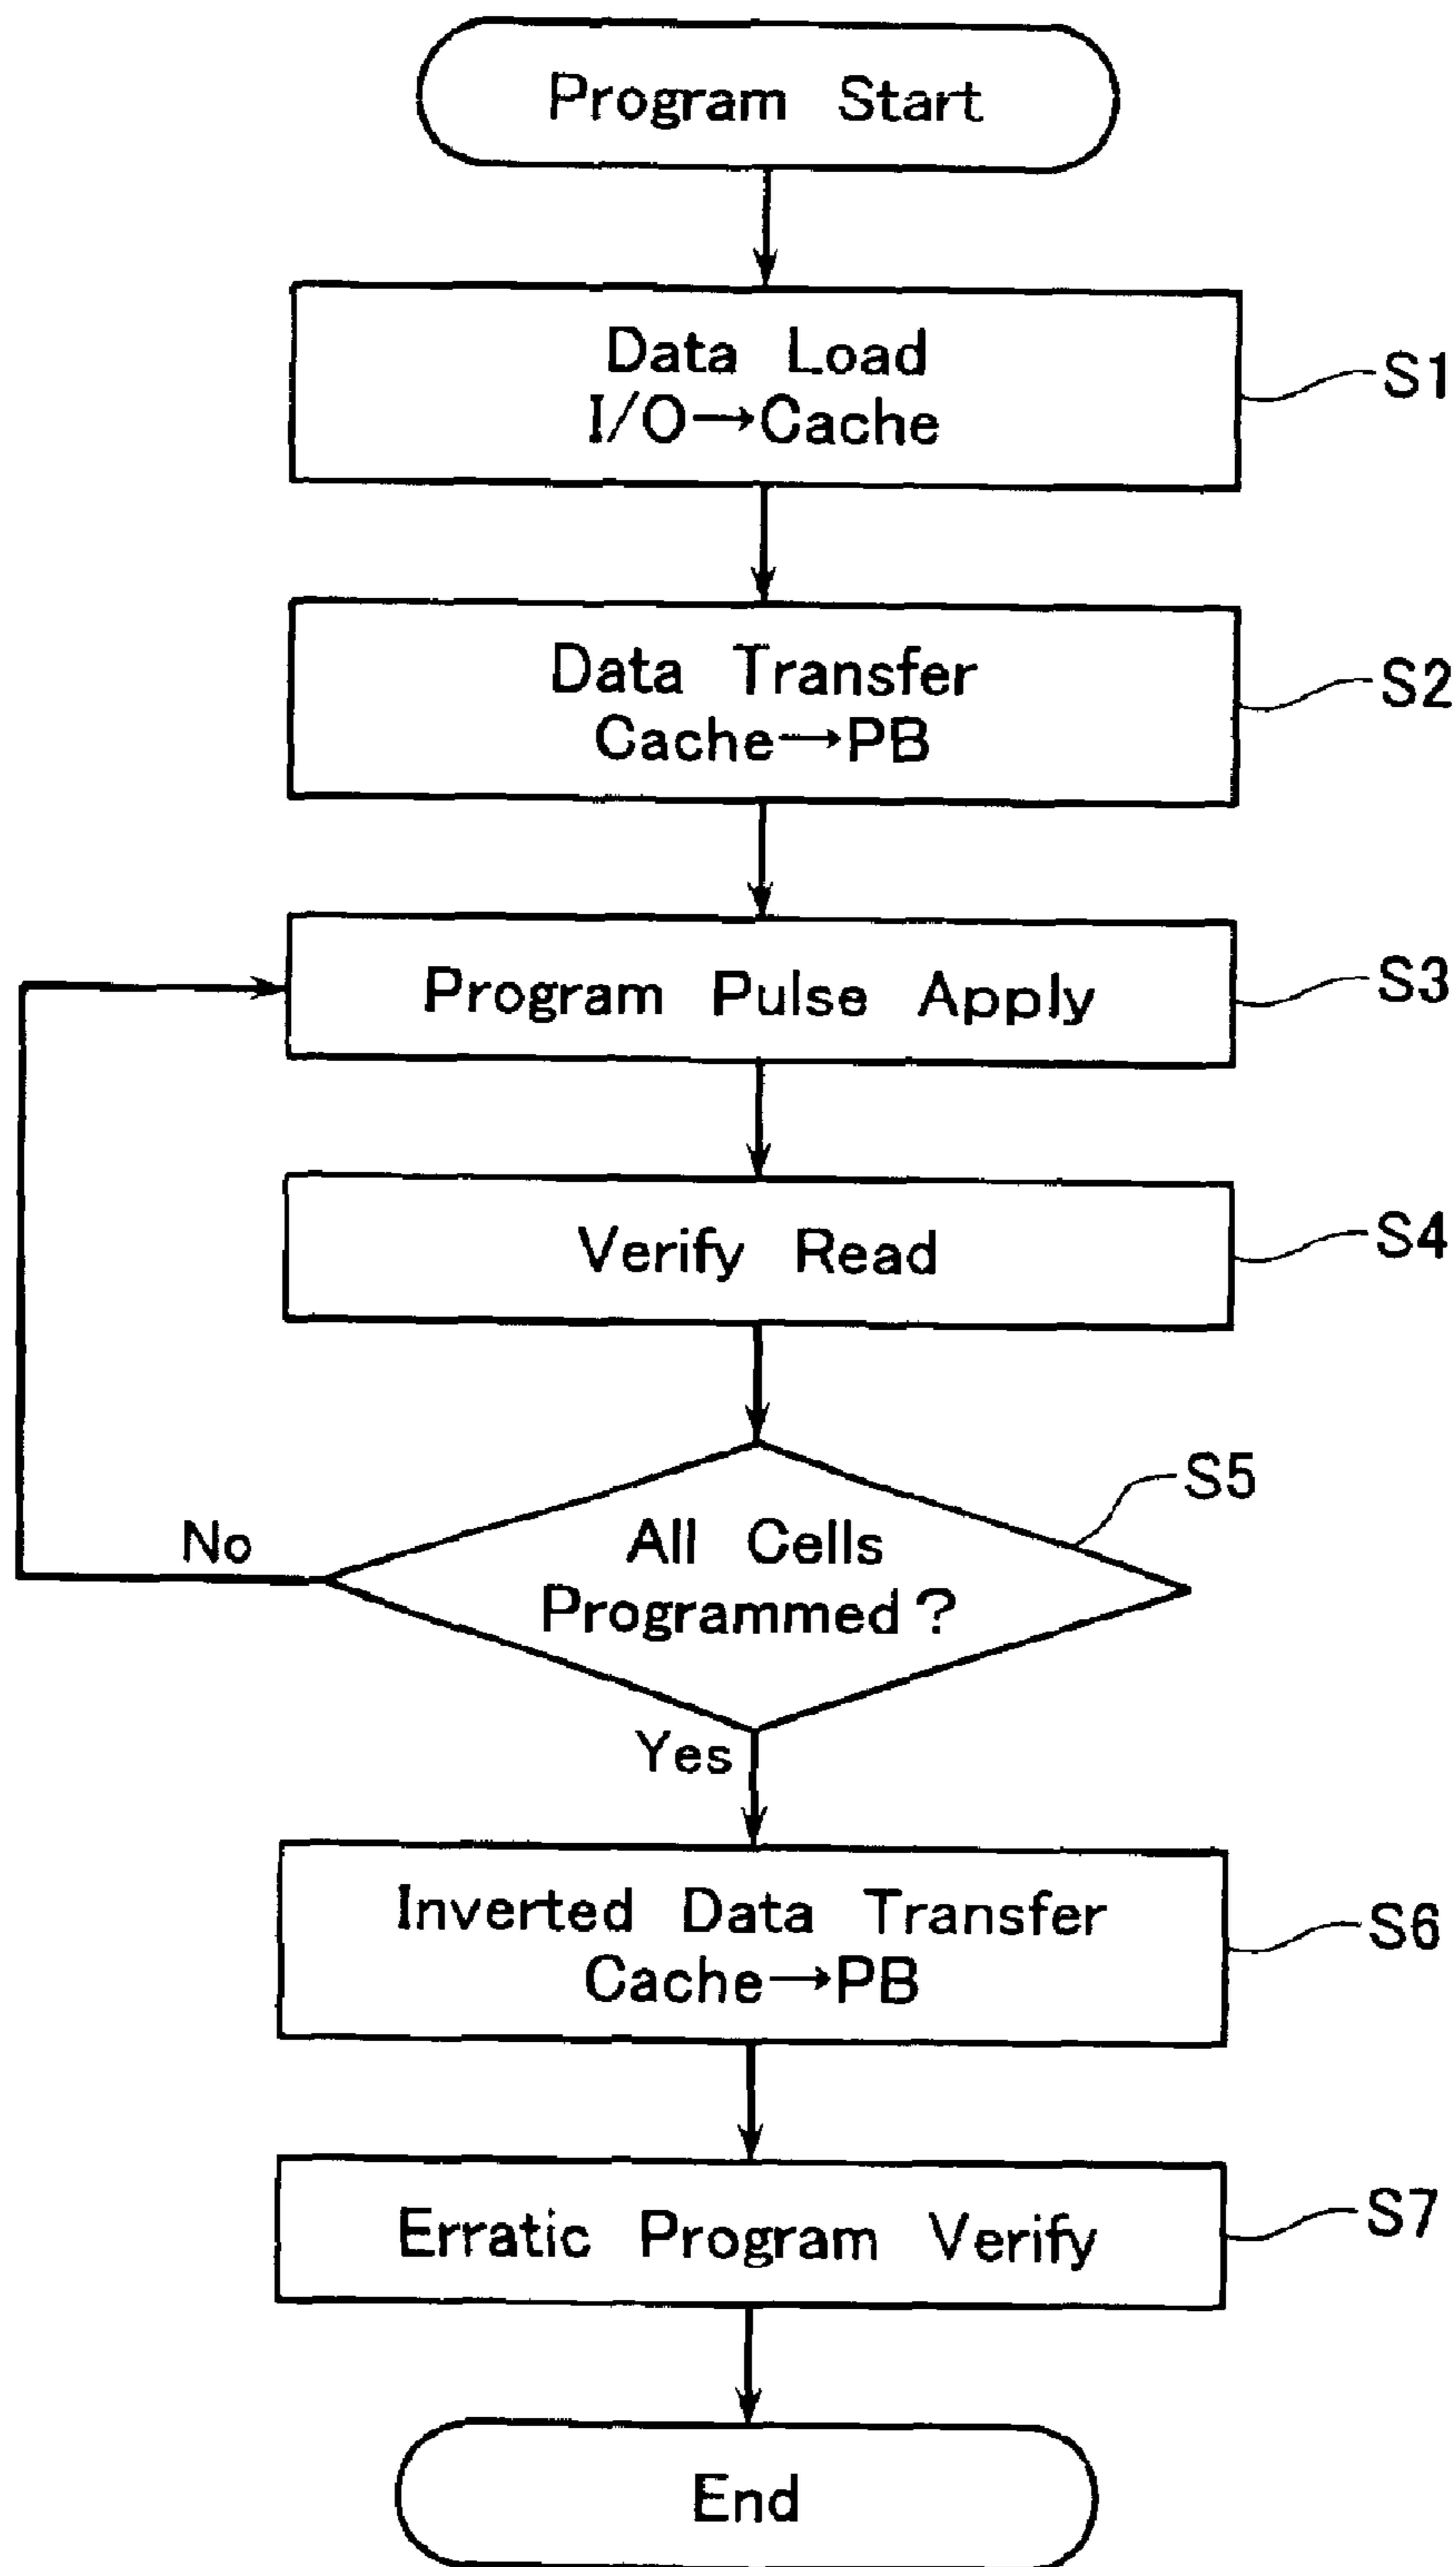 Program Start
Data Load
I/O→Cache
S1
Data Transfer
Cache→PB
S2
Program Pulse Apply
S3
Verify Read
S4
S5
All Cells
Programmed?
No
Yes
Inverted Data Transfer
Cache→PB
S6
Erratic Program Verify
S7
End